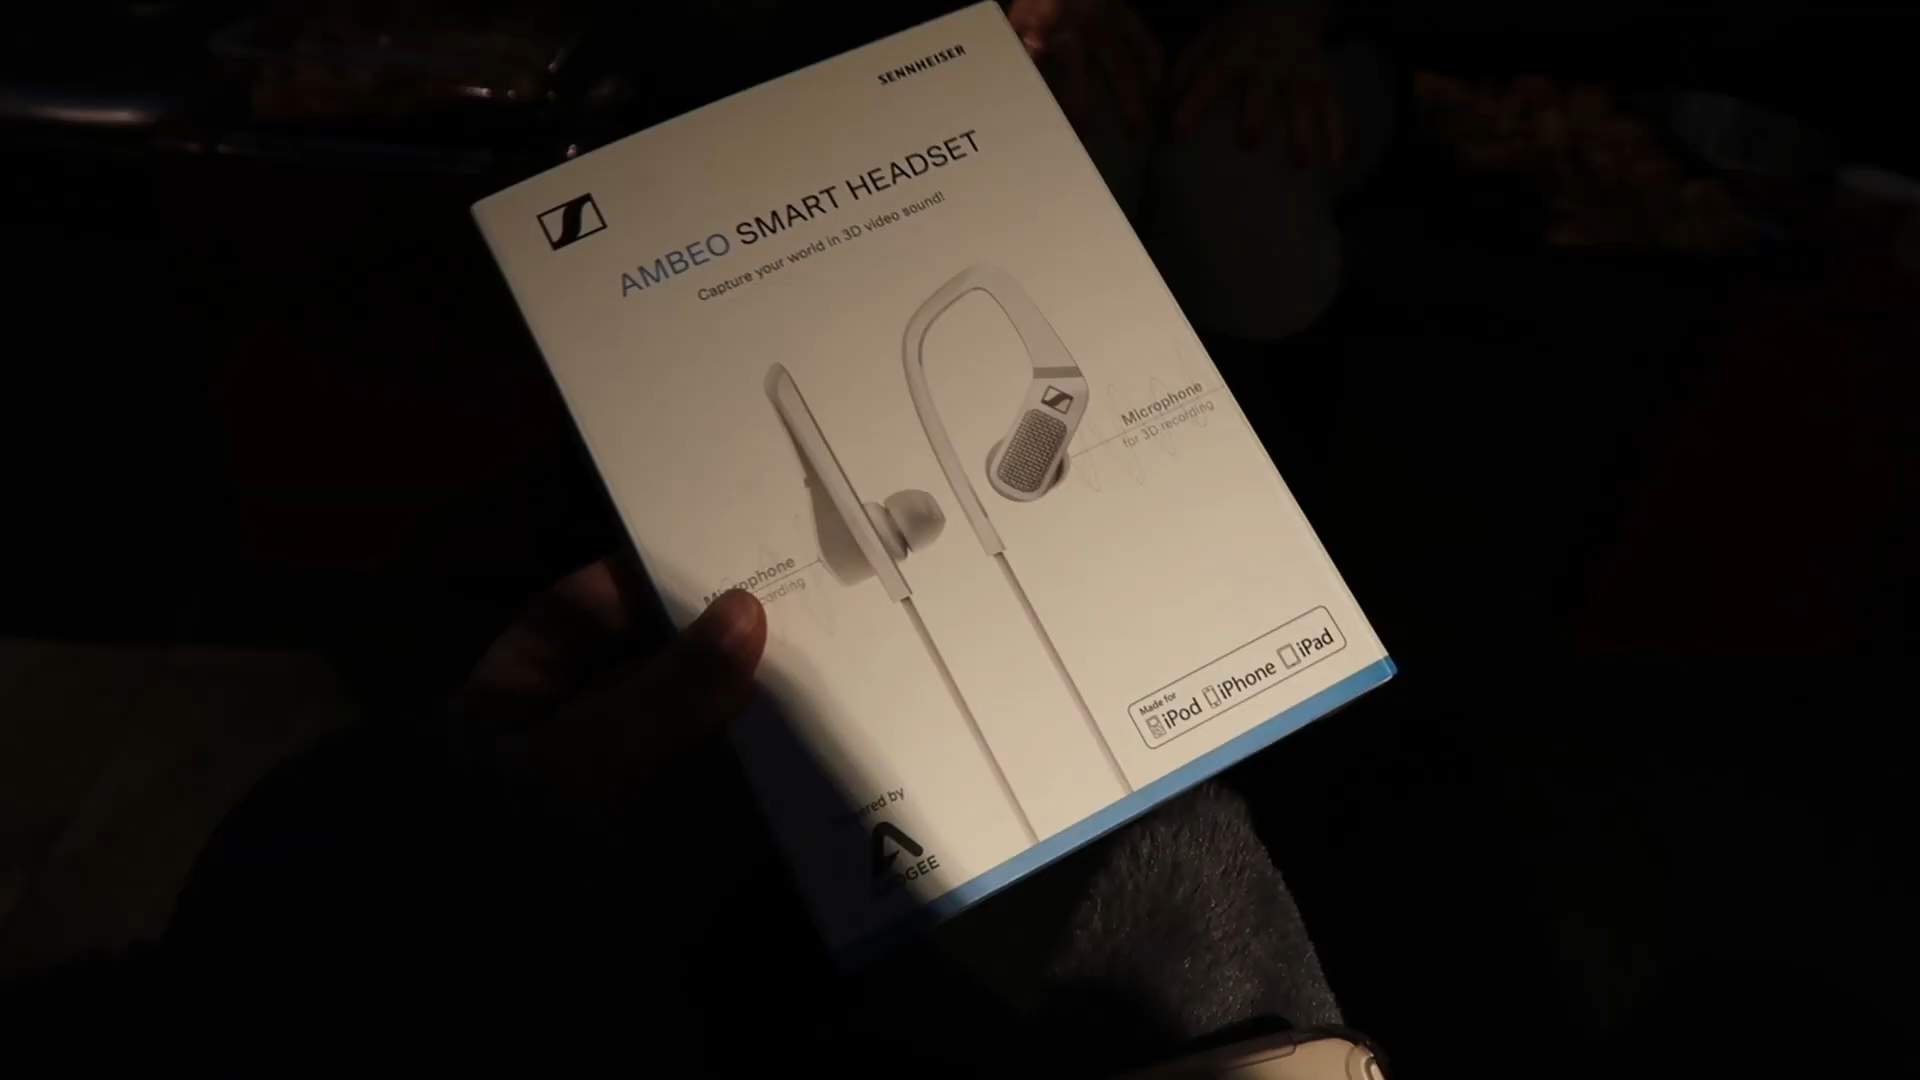 SENNHEISER
AMBEO SMART HEADSET
Capture your world in 3D video sound!
Microphone
for 3D recording
Made for
iPod iPhone iPad